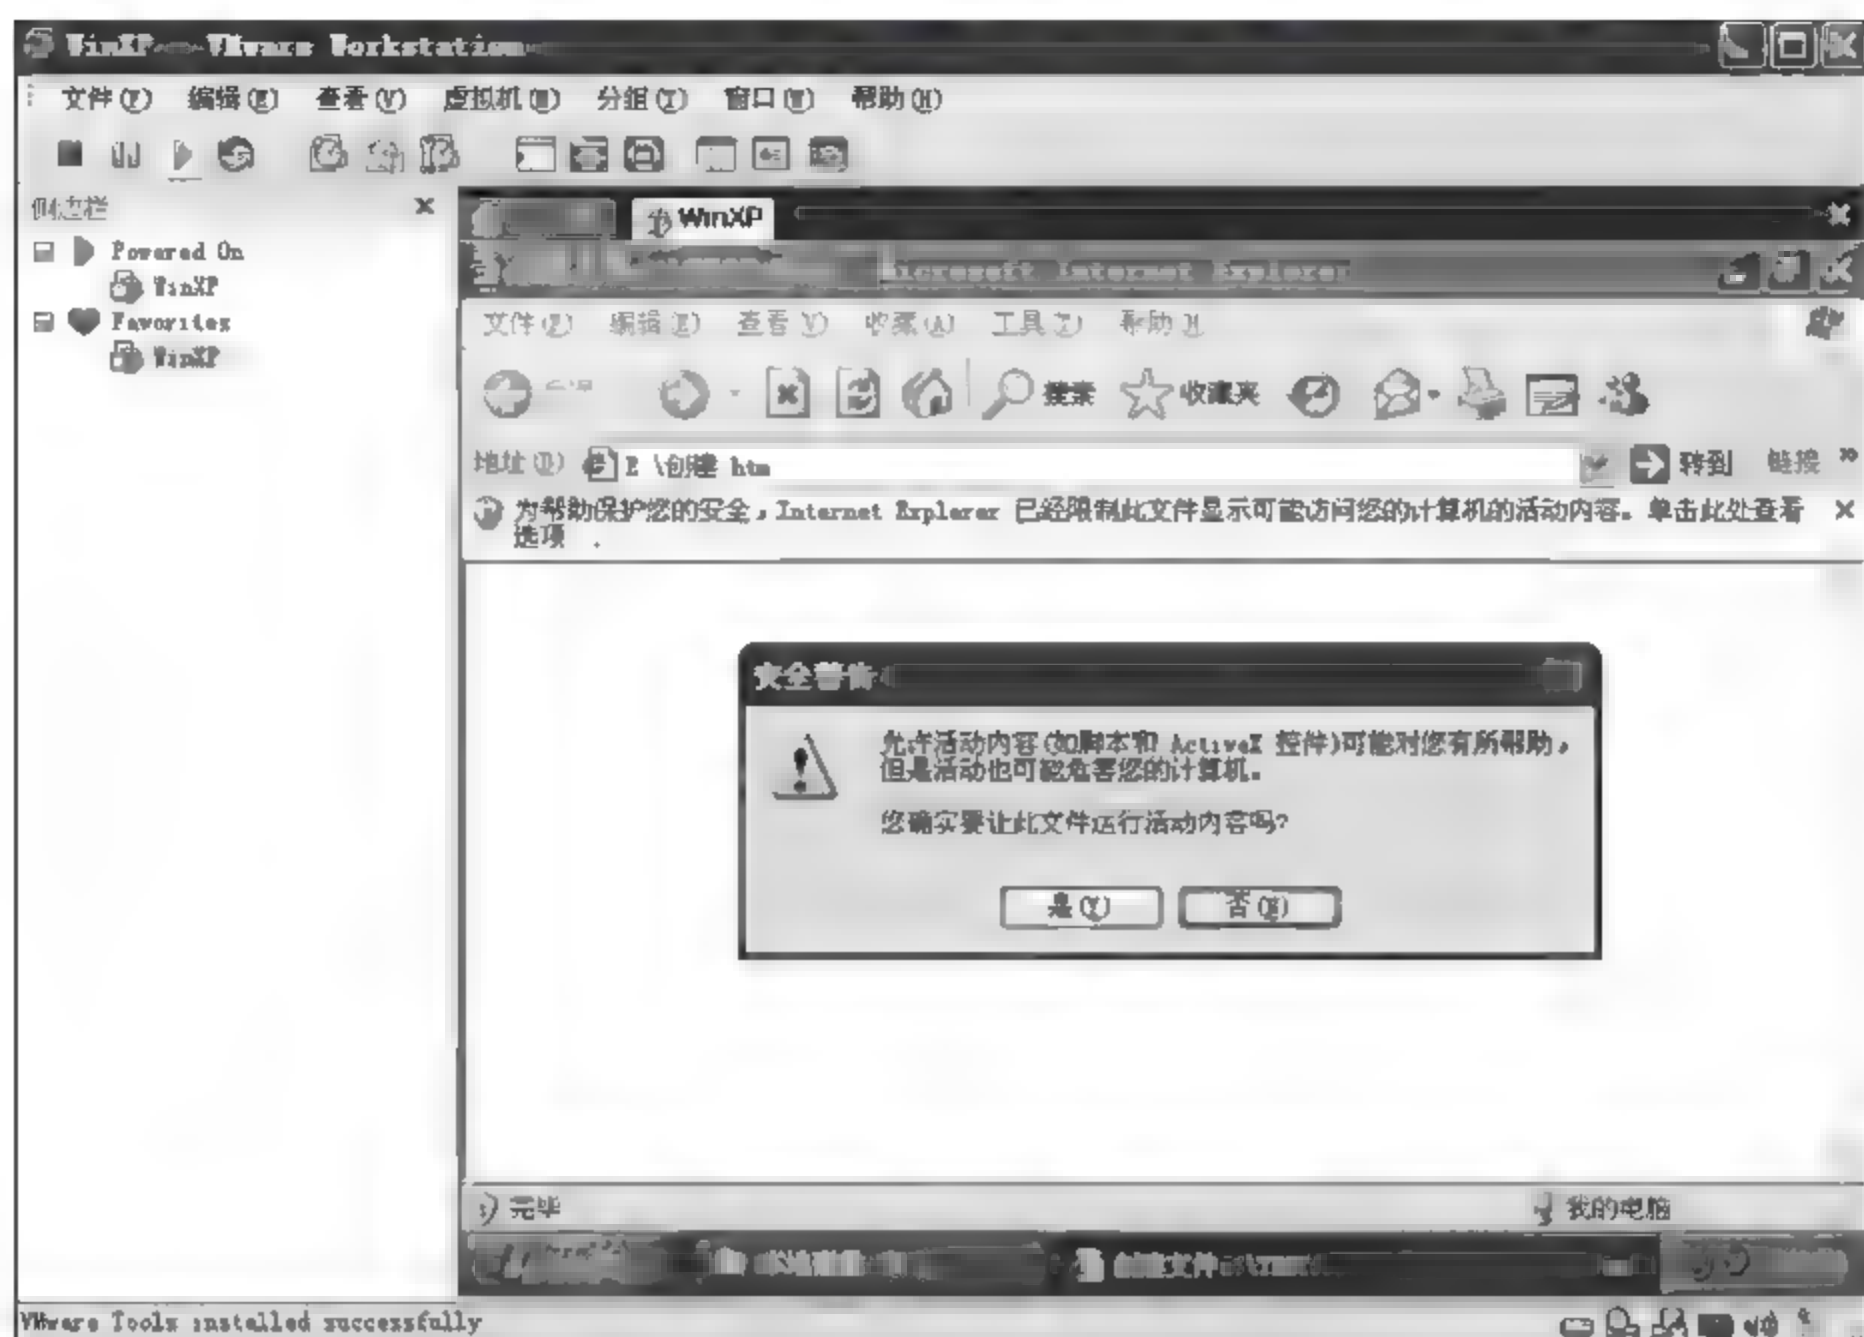 WinXP - VMware Workstation
文件(F) 编辑(E) 查看(V) 虚拟机(M) 分组(T) 窗口(W) 帮助(H)
侧边栏
WinXP
Powered On
WinXP
Favorites
WinXP
Microsoft Internet Explorer
文件(F) 编辑(E) 查看(V) 收藏(A) 工具(T) 帮助(H)
搜索 收藏夹
地址(D) E:\创建.htm 转到 链接 »
为帮助保护您的安全，Internet Explorer 已经限制此文件显示可能访问您的计算机的活动内容。单击此处查看
选项...
安全警告
允许活动内容(如脚本和 ActiveX 控件)可能对您有所帮助，
但是活动也可能危害您的计算机。
您确实要让此文件运行活动内容吗?
是(Y) 否(N)
完毕 我的电脑
VMware Tools installed successfully